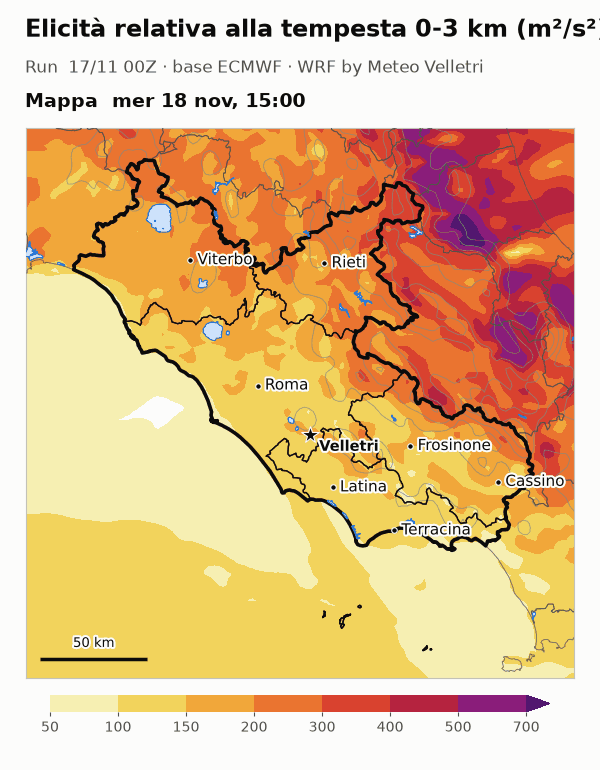 Elicità relativa alla tempesta 0-3 km (m²/s²)
Run 17/11 00Z · base ECMWF · WRF by Meteo Velletri
Mappa mer 18 nov, 15:00
Viterbo
Rieti
Roma
Velletri
Frosinone
Cassino
Latina
Terracina
50 km
50 100 150 200 300 400 500 700